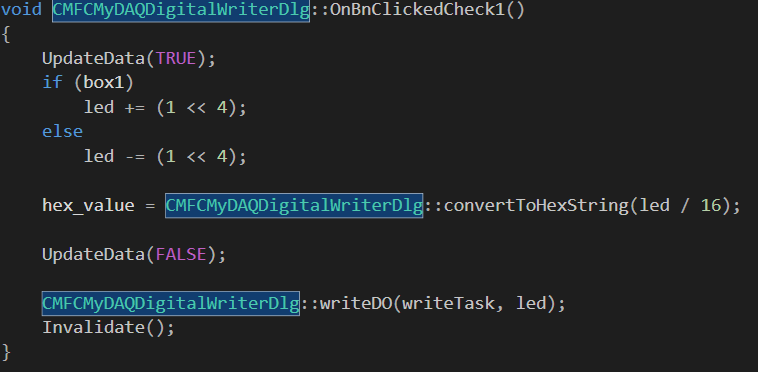 void CMFCMyDAQDigitalWriterDlg::OnBnClickedCheck1()
{
    UpdateData(TRUE);
    if (box1)
        led += (1 << 4);
    else
        led -= (1 << 4);

    hex_value = CMFCMyDAQDigitalWriterDlg::convertToHexString(led / 16);

    UpdateData(FALSE);

    CMFCMyDAQDigitalWriterDlg::writeDO(writeTask, led);
    Invalidate();
}